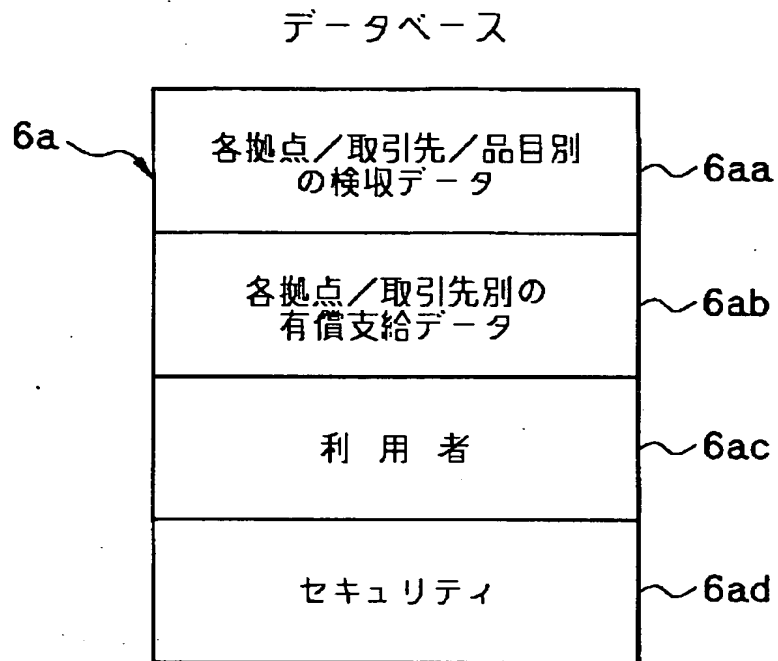 データベース
6a
各拠点／取引先／品目別
の検収データ
6aa
各拠点／取引先別の
有償支給データ
6ab
利用者
6ac
セキュリティ
6ad